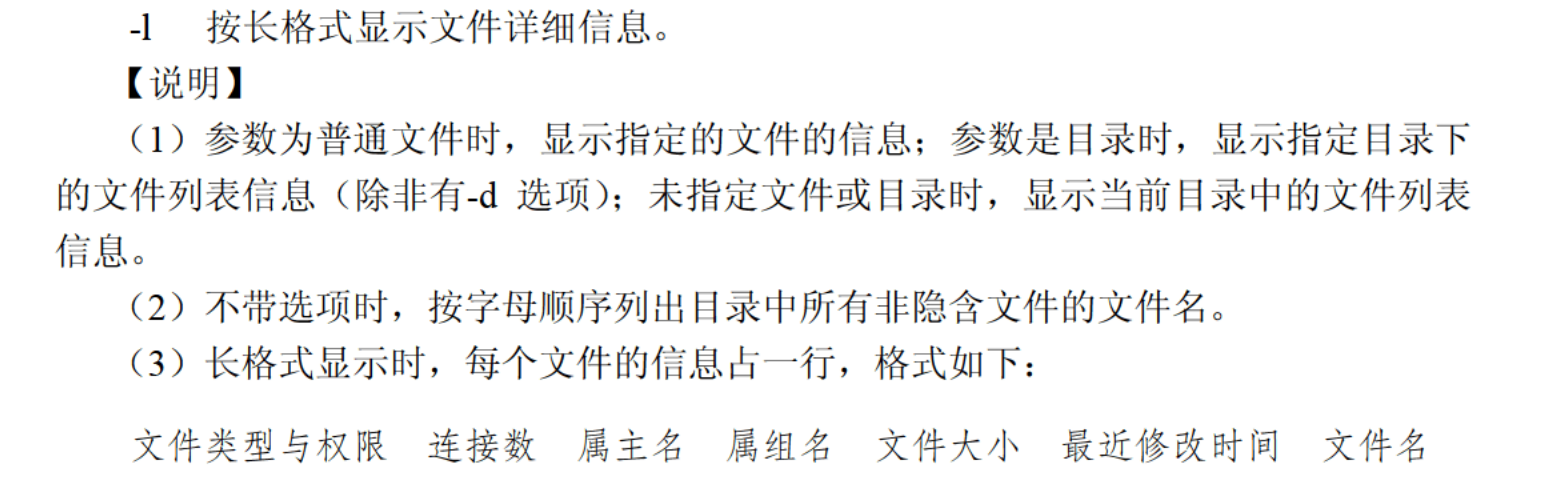 -l 按长格式显示文件详细信息。
【说明】
（1）参数为普通文件时，显示指定的文件的信息；参数是目录时，显示指定目录下
的文件列表信息（除非有-d 选项）；未指定文件或目录时，显示当前目录中的文件列表
信息。
（2）不带选项时，按字母顺序列出目录中所有非隐含文件的文件名。
（3）长格式显示时，每个文件的信息占一行，格式如下：
文件类型与权限 连接数 属主名 属组名 文件大小 最近修改时间 文件名